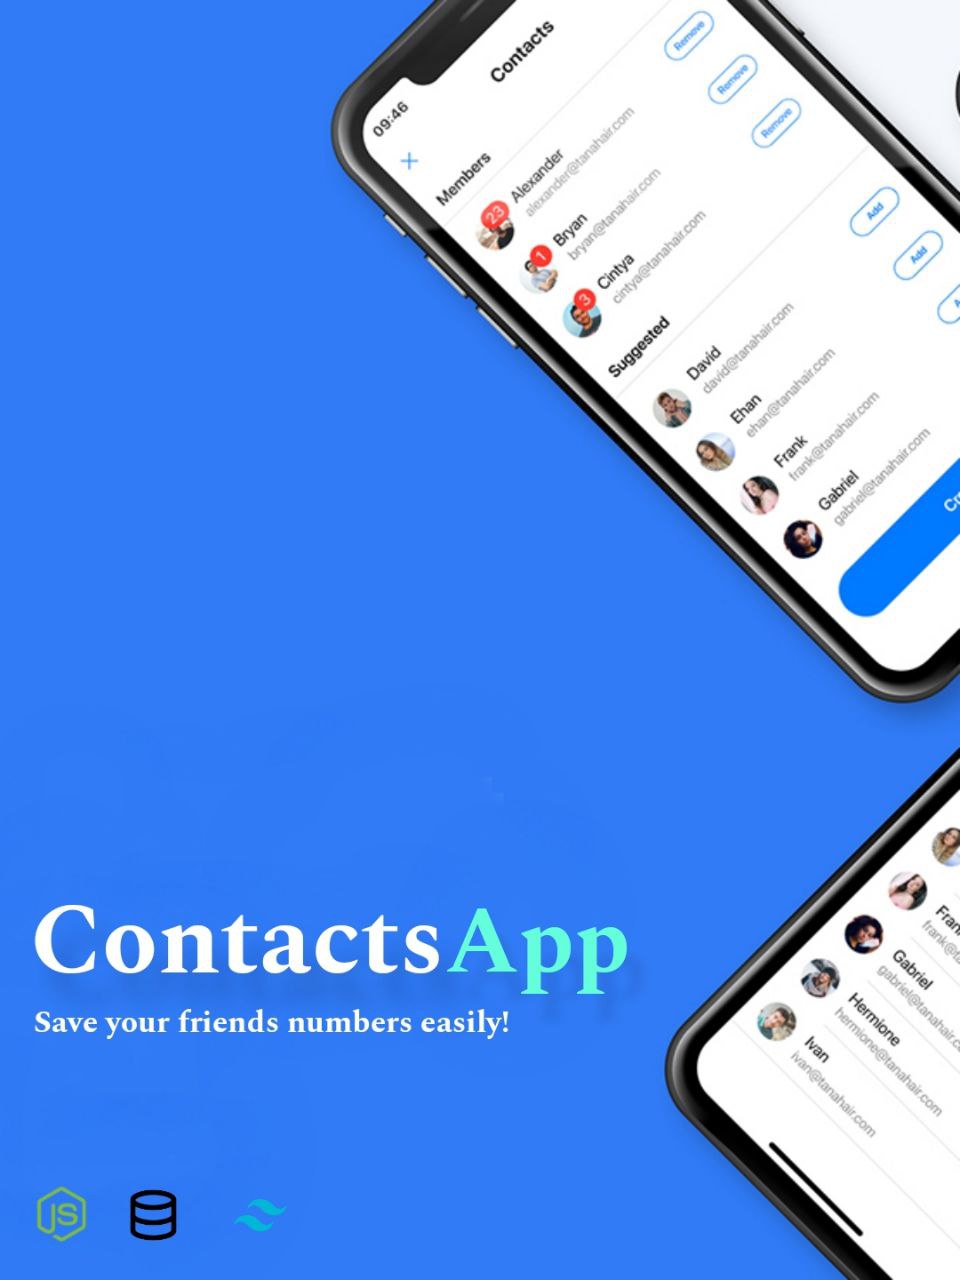 09:46
Contacts
Members
Alexander
alexander@tanahair.com
Remove
Bryan
bryan@tanahair.com
Remove
Cintya
cintya@tanahair.com
Remove
23
1
3
Suggested
David
david@tanahair.com
Add
Ehan
ehan@tanahair.com
Add
Frank
frank@tanahair.com
Gabriel
gabriel@tanahair.com
Gabriel
Hermione
hermione@tanahair.com
Ivan
ivan@tanahair.com
ContactsApp
Save your friends numbers easily!
JS